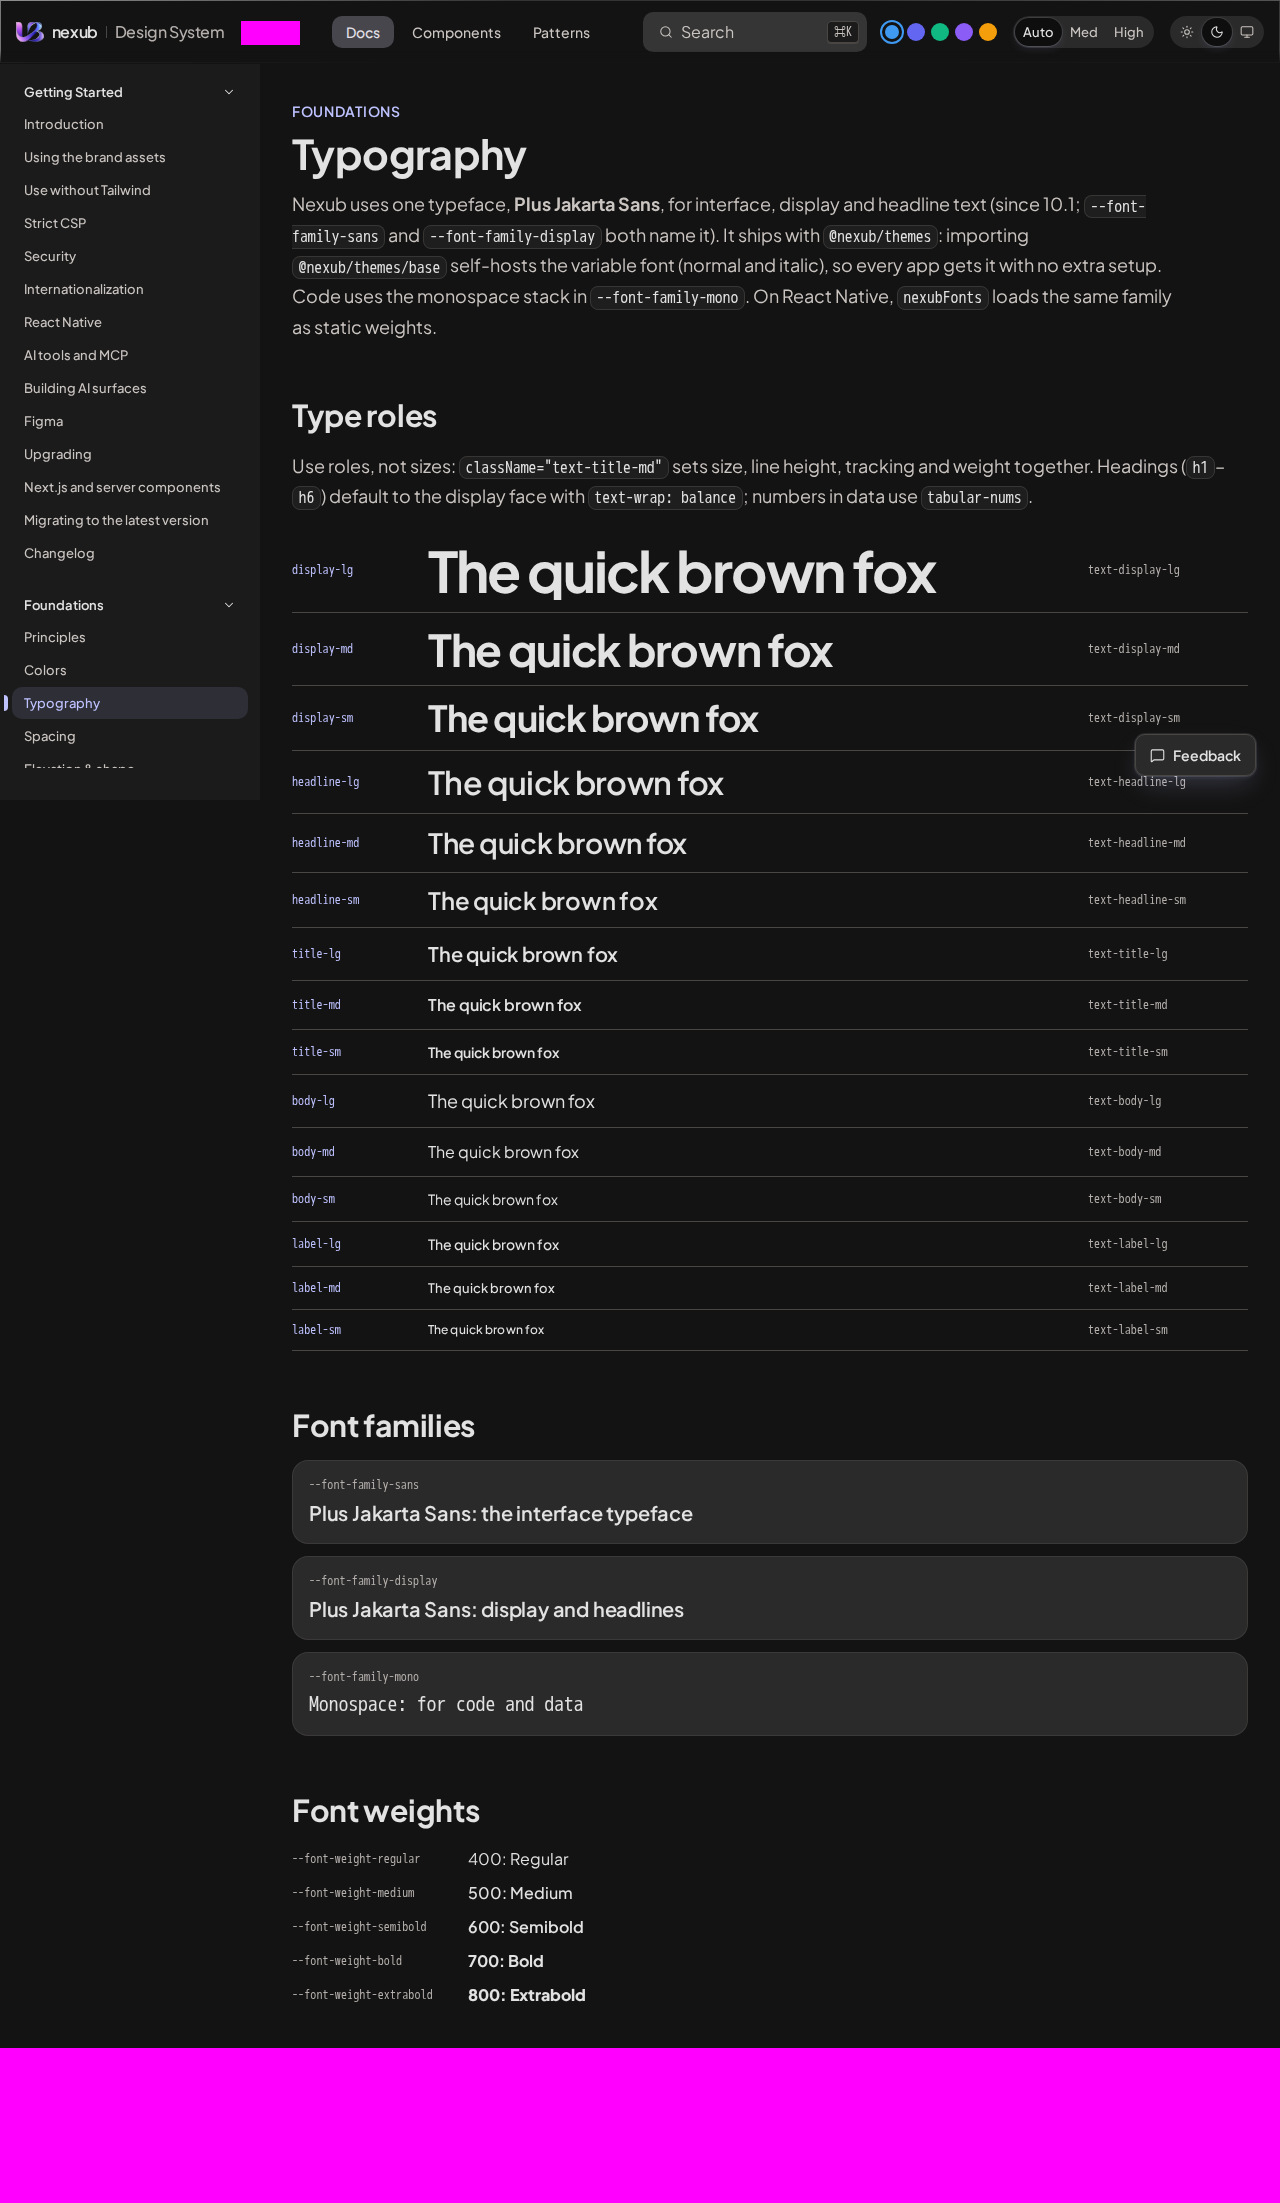 nexub Design System Docs Components Patterns Search ⌘K Auto Med High
Getting Started
Introduction
Using the brand assets
Use without Tailwind
Strict CSP
Security
Internationalization
React Native
AI tools and MCP
Building AI surfaces
Figma
Upgrading
Next.js and server components
Migrating to the latest version
Changelog
Foundations
Principles
Colors
Typography
Spacing
Elevation & shape
FOUNDATIONS
Typography
Nexub uses one typeface, Plus Jakarta Sans, for interface, display and headline text (since 10.1; --font-
family-sans and --font-family-display both name it). It ships with @nexub/themes: importing
@nexub/themes/base self-hosts the variable font (normal and italic), so every app gets it with no extra setup.
Code uses the monospace stack in --font-family-mono. On React Native, nexubFonts loads the same family
as static weights.
Type roles
Use roles, not sizes: className="text-title-md" sets size, line height, tracking and weight together. Headings (h1–
h6) default to the display face with text-wrap: balance; numbers in data use tabular-nums.
display-lg The quick brown fox text-display-lg
display-md The quick brown fox text-display-md
display-sm The quick brown fox text-display-sm
Feedback
headline-lg The quick brown fox text-headline-lg
headline-md The quick brown fox text-headline-md
headline-sm The quick brown fox text-headline-sm
title-lg The quick brown fox text-title-lg
title-md The quick brown fox text-title-md
title-sm The quick brown fox text-title-sm
body-lg The quick brown fox text-body-lg
body-md The quick brown fox text-body-md
body-sm The quick brown fox text-body-sm
label-lg The quick brown fox text-label-lg
label-md The quick brown fox text-label-md
label-sm The quick brown fox text-label-sm
Font families
--font-family-sans
Plus Jakarta Sans: the interface typeface
--font-family-display
Plus Jakarta Sans: display and headlines
--font-family-mono
Monospace: for code and data
Font weights
--font-weight-regular 400: Regular
--font-weight-medium 500: Medium
--font-weight-semibold 600: Semibold
--font-weight-bold 700: Bold
--font-weight-extrabold 800: Extrabold